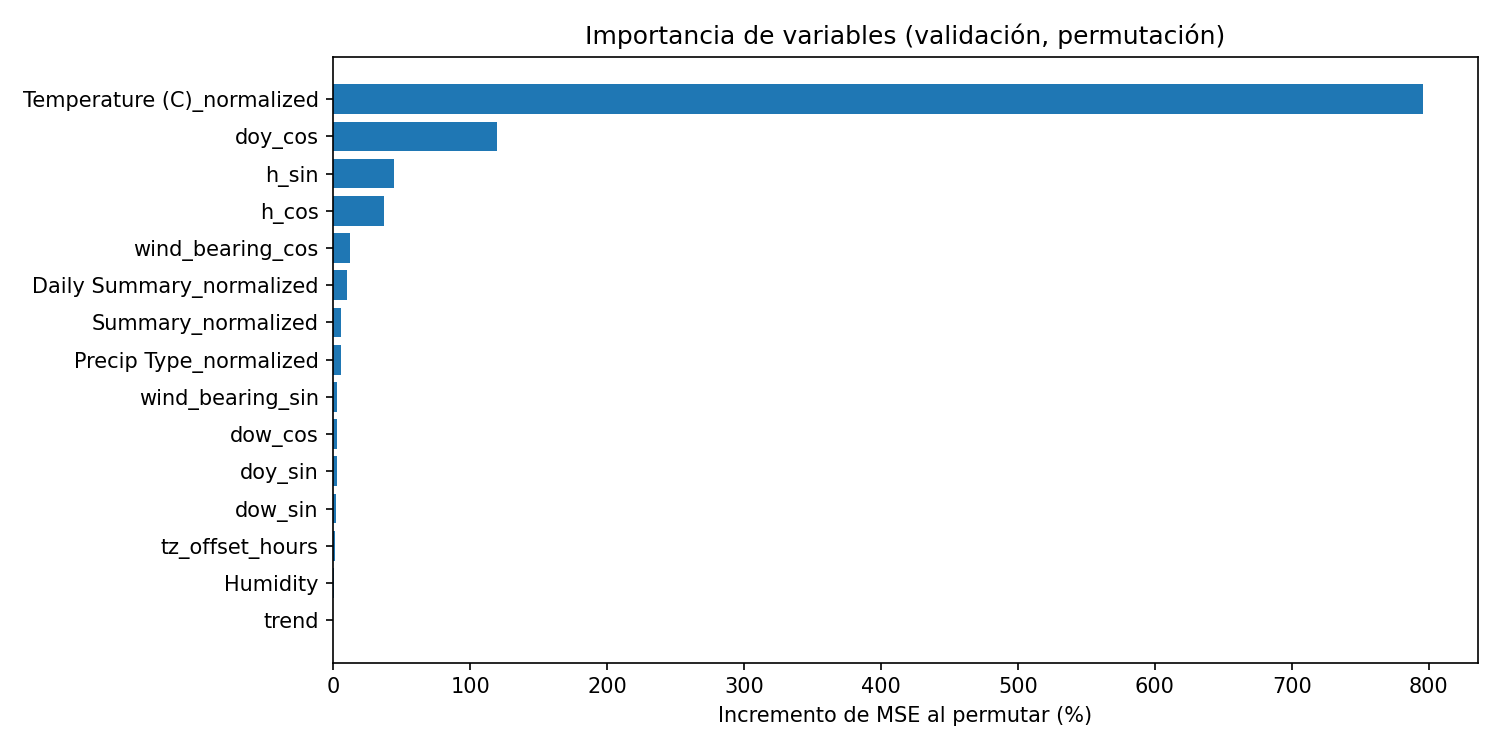 Importancia de variables (validación, permutación)
Temperature (C)_normalized
doy_cos
h_sin
h_cos
wind_bearing_cos
Daily Summary_normalized
Summary_normalized
Precip Type_normalized
wind_bearing_sin
dow_cos
doy_sin
dow_sin
tz_offset_hours
Humidity
trend
0 100 200 300 400 500 600 700 800
Incremento de MSE al permutar (%)